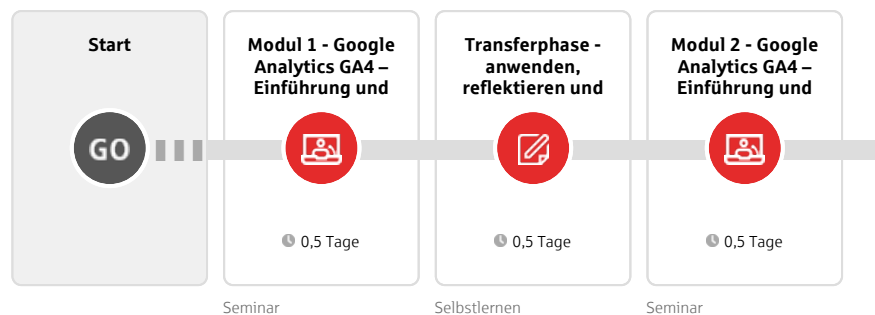 Start
GO
Modul 1 - Google
Analytics GA4 –
Einführung und
0,5 Tage
Seminar
Transferphase -
anwenden,
reflektieren und
0,5 Tage
Selbstlernen
Modul 2 - Google
Analytics GA4 –
Einführung und
0,5 Tage
Seminar